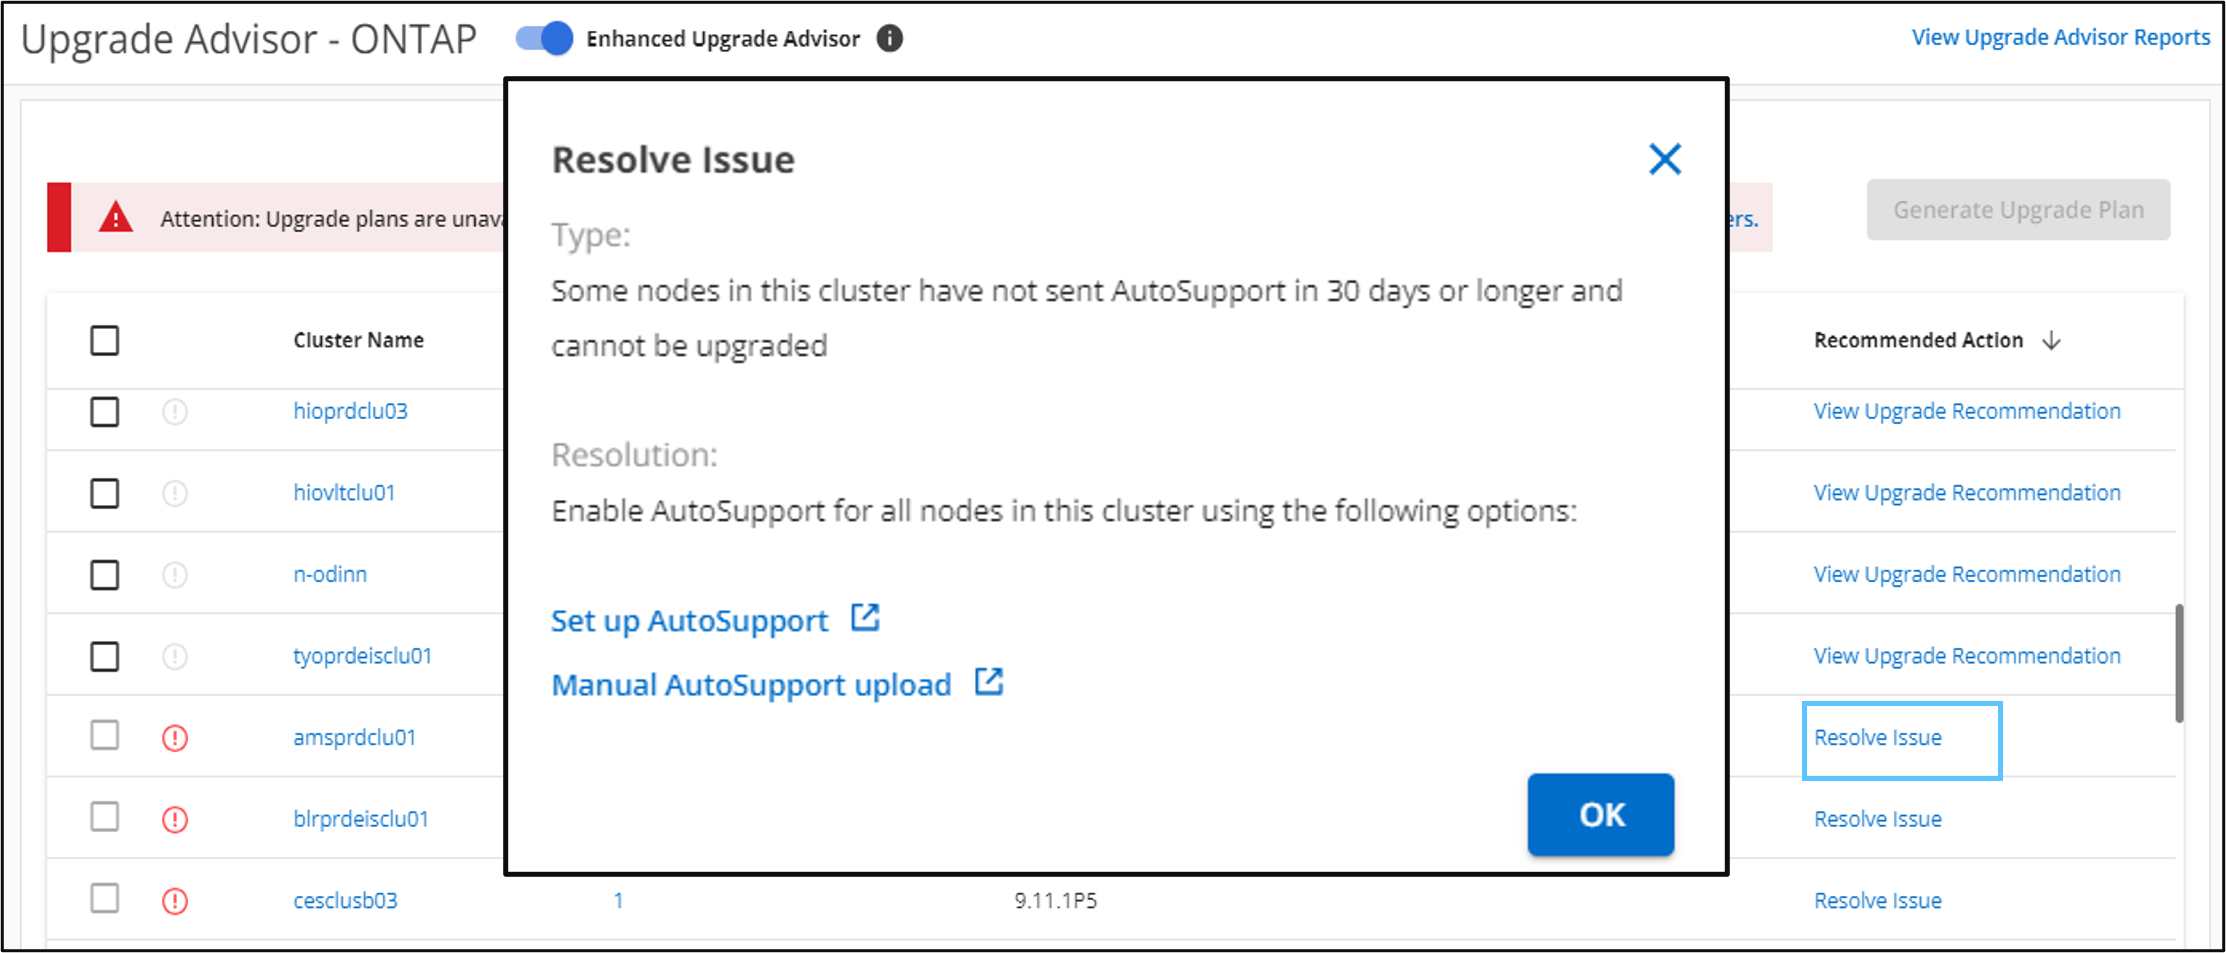 Upgrade Advisor - ONTAP
Enhanced Upgrade Advisor
View Upgrade Advisor Reports
Attention: Upgrade plans are
Generate Upgrade Plan
Resolve Issue
Type:
Some nodes in this cluster have not sent AutoSupport in 30 days or longer and
cannot be upgraded
Resolution:
Enable AutoSupport for all nodes in this cluster using the following options:
Set up AutoSupport
Manual AutoSupport upload
OK
Cluster Name
Recommended Action
hioprdclu03
View Upgrade Recommendation
hiovltclu01
View Upgrade Recommendation
n-odinn
View Upgrade Recommendation
tyoprdeisclu01
View Upgrade Recommendation
amsprdclu01
Resolve Issue
blrprdeisclu01
Resolve Issue
cesclusb03 1 9.11.1P5 Resolve Issue